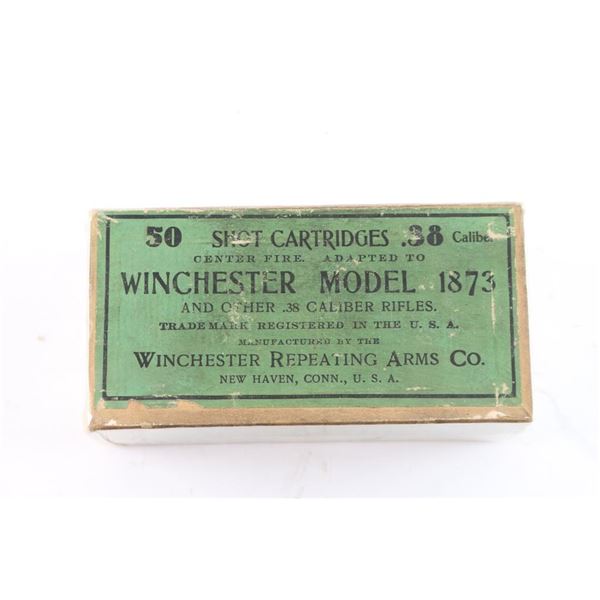 50 SHOT CARTRIDGES .38 Caliber
CENTER FIRE. ADAPTED TO
WINCHESTER MODEL 1873
AND OTHER .38 CALIBER RIFLES.
TRADE MARK REGISTERED IN THE U. S. A.
MANUFACTURED BY THE
WINCHESTER REPEATING ARMS CO.
NEW HAVEN, CONN., U. S. A.